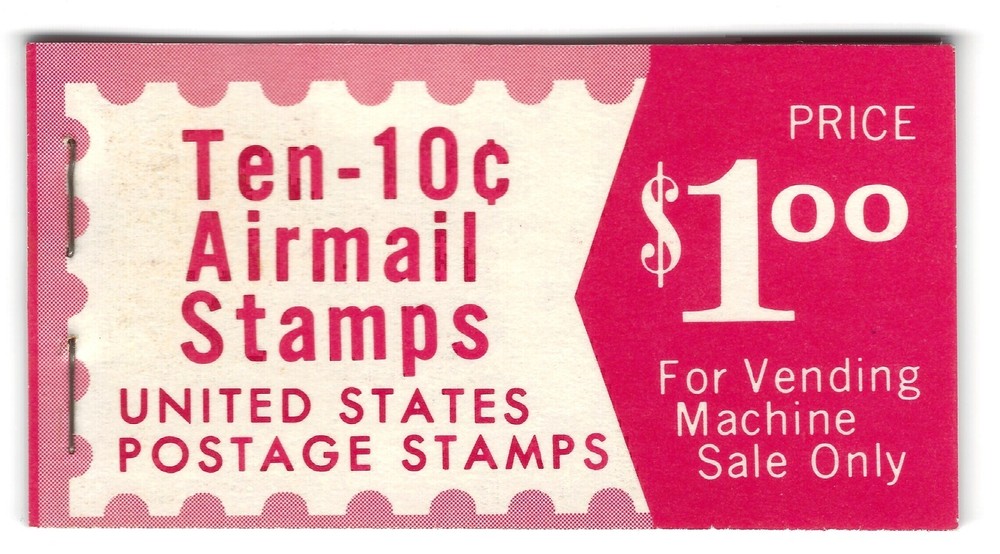 Ten-10¢
Airmail
Stamps
UNITED STATES
POSTAGE STAMPS
PRICE
$1.00
For Vending
Machine
Sale Only